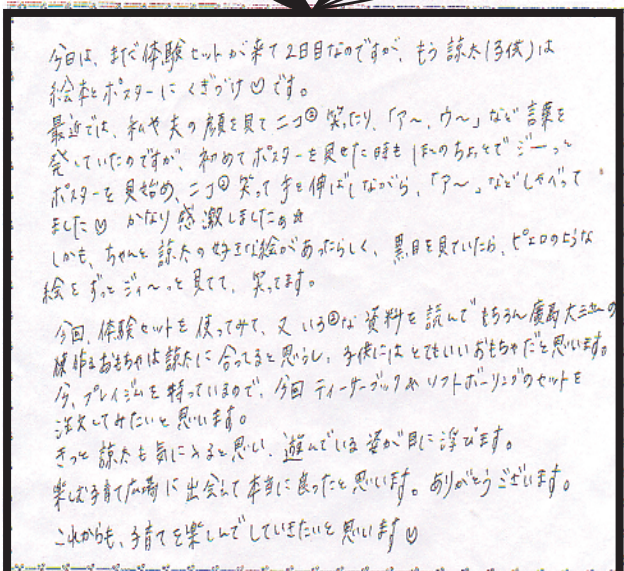 今日は、まだ体験セットが来て2日目なのですが、もう諒太(子供)は
絵本とポスターにくぎづけ♡です。
最近では、私や夫の顔を見てニコ②笑ったり、「ア〜、ウ〜」など言葉を
発していたのですが、初めてポスターを見せた時もほんのちょっとでジーっと
ポスターを見始め、ニコ②笑って手を伸ばしながら、「ア〜」などしゃべって
ました♡ かなり感激しましたぁ☆
しかも、ちゃんと諒太の好きな絵があったらしく、黒目を見ていたら、ピエロのような
絵をずっとジィ〜っと見てて、笑ってます。
今回、体験セットを使ってみて、又いろ②な資料を読んでもちろん廣島大三さんの
積作るおもちゃは諒太に合ってると思うし、子供にはとてもいいおもちゃだと思います。
今、プレイジムを持っているので、今回ティーサーブックめソフトボーリングのセットを
注文してみたいと思います。
きっと諒太も気に入ると思い、遊んでいる姿が目に浮びます。
楽しむ子育て広場に出会えて本当に良ったと思います。ありがとうございます。
これからも、子育てを楽しんでしていきたいと思います♡